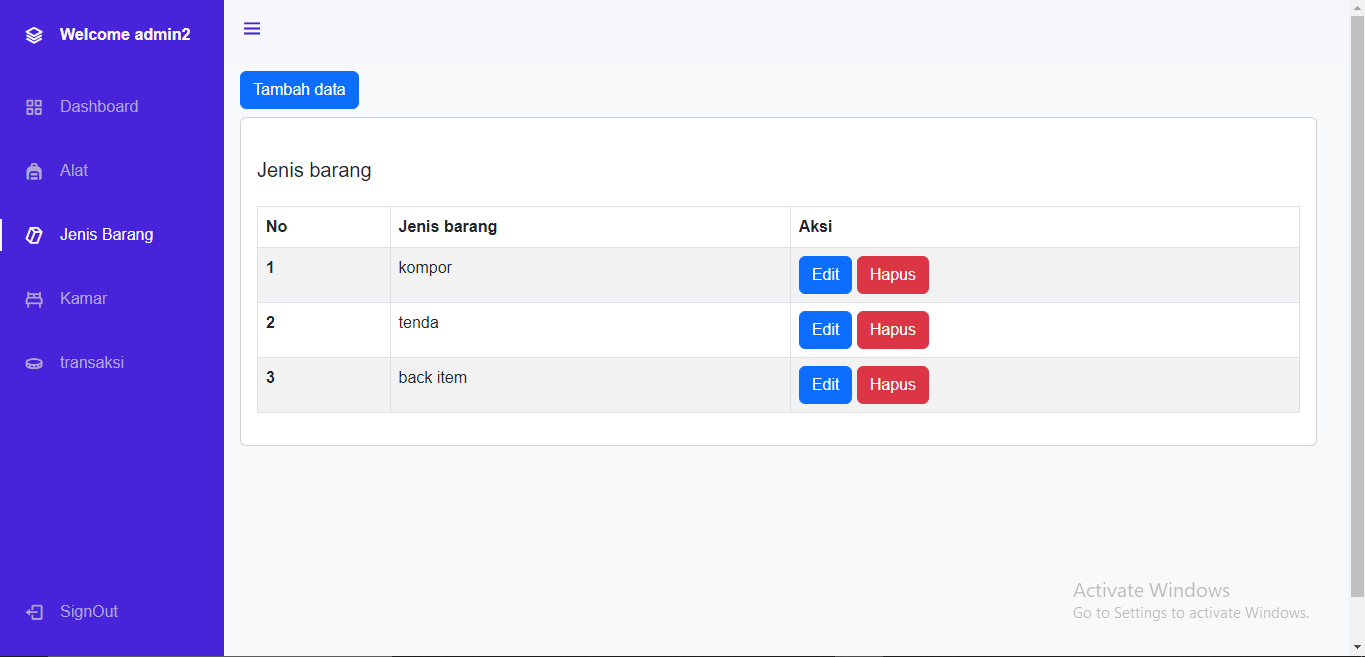 Welcome admin2
Dashboard
Alat
Jenis Barang
Kamar
transaksi
SignOut
Tambah data
Jenis barang
No Jenis barang Aksi
1 kompor Edit Hapus
2 tenda Edit Hapus
3 back item Edit Hapus
Activate Windows
Go to Settings to activate Windows.